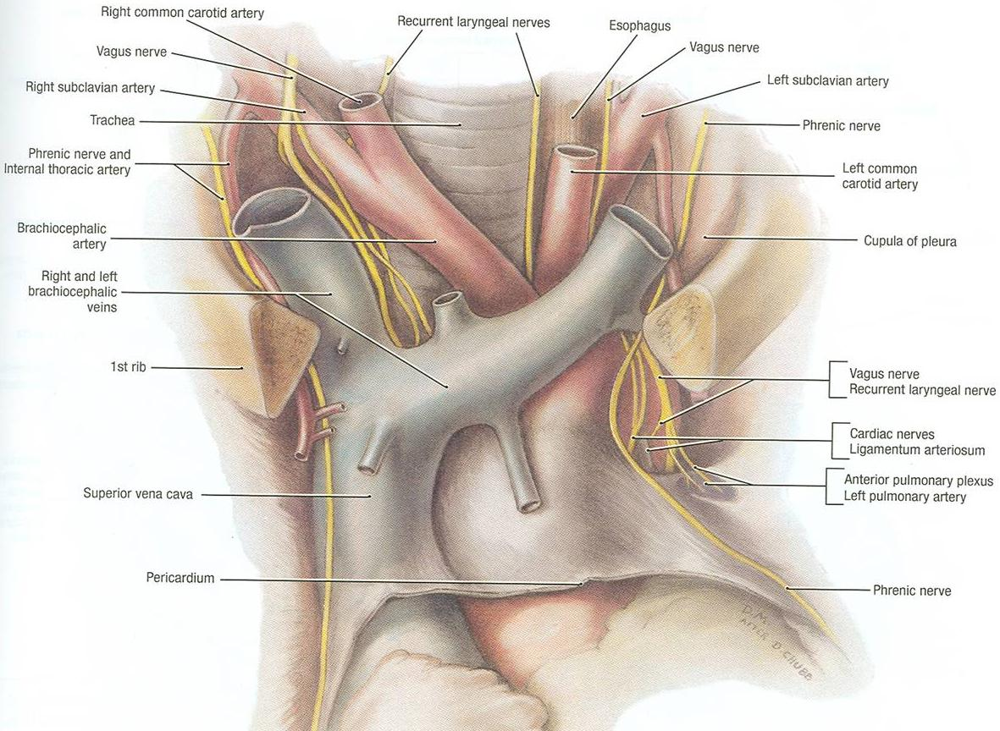 Right common carotid artery
Vagus nerve
Right subclavian artery
Trachea
Phrenic nerve and
Internal thoracic artery
Brachiocephalic
artery
Right and left
brachiocephalic
veins
1st rib
Superior vena cava
Pericardium
Recurrent laryngeal nerves
Esophagus
Vagus nerve
Left subclavian artery
Phrenic nerve
Left common
carotid artery
Cupula of pleura
Vagus nerve
Recurrent laryngeal nerve
Cardiac nerves
Ligamentum arteriosum
Anterior pulmonary plexus
Left pulmonary artery
Phrenic nerve
D.M.
AFTER D. CHUBB